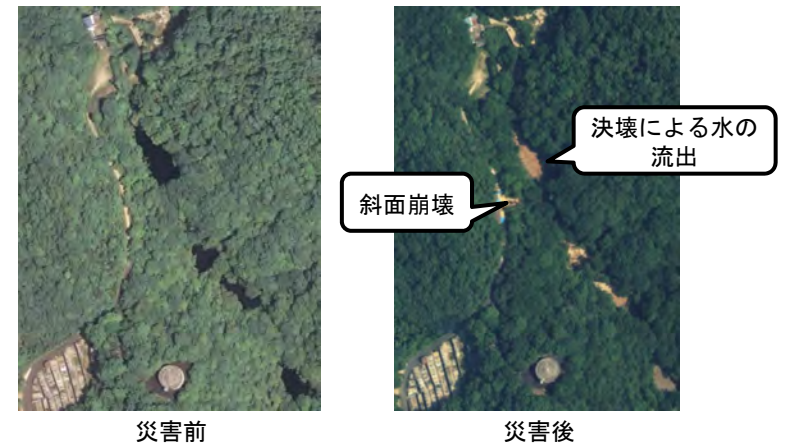 決壊による水の
流出
斜面崩壊
災害前
災害後